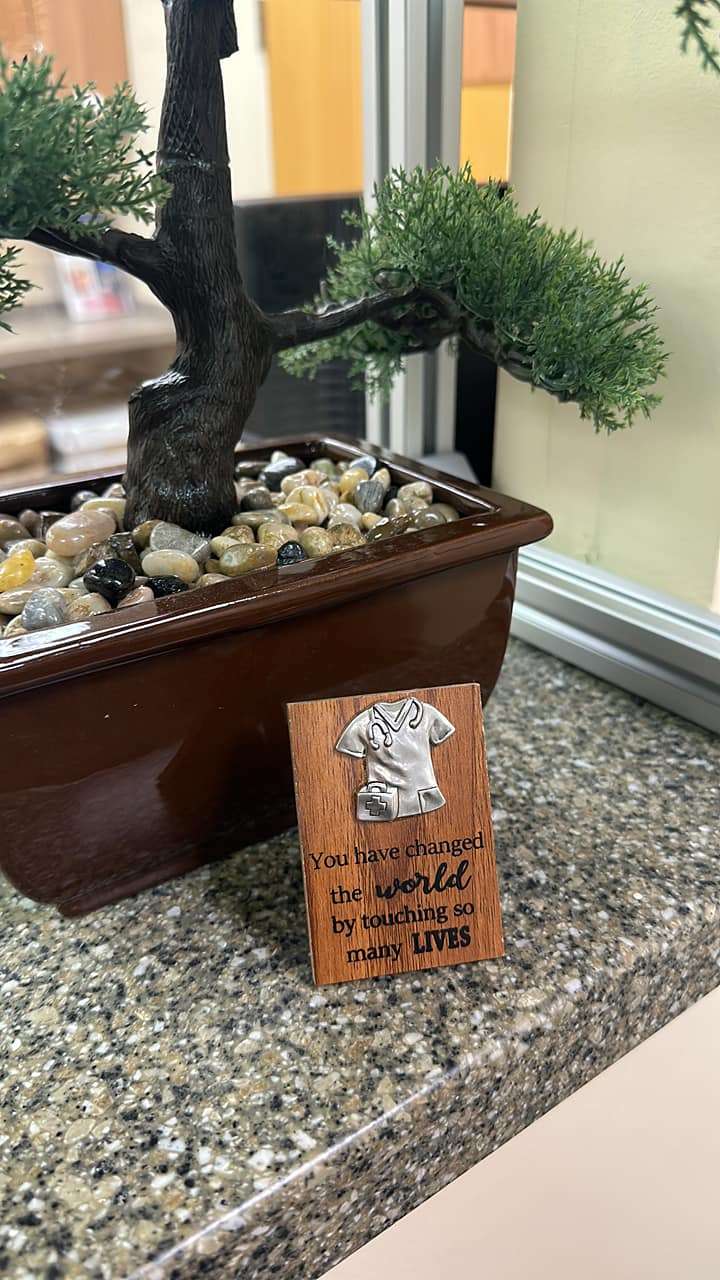 You have changed
the world
by touching so
many LIVES